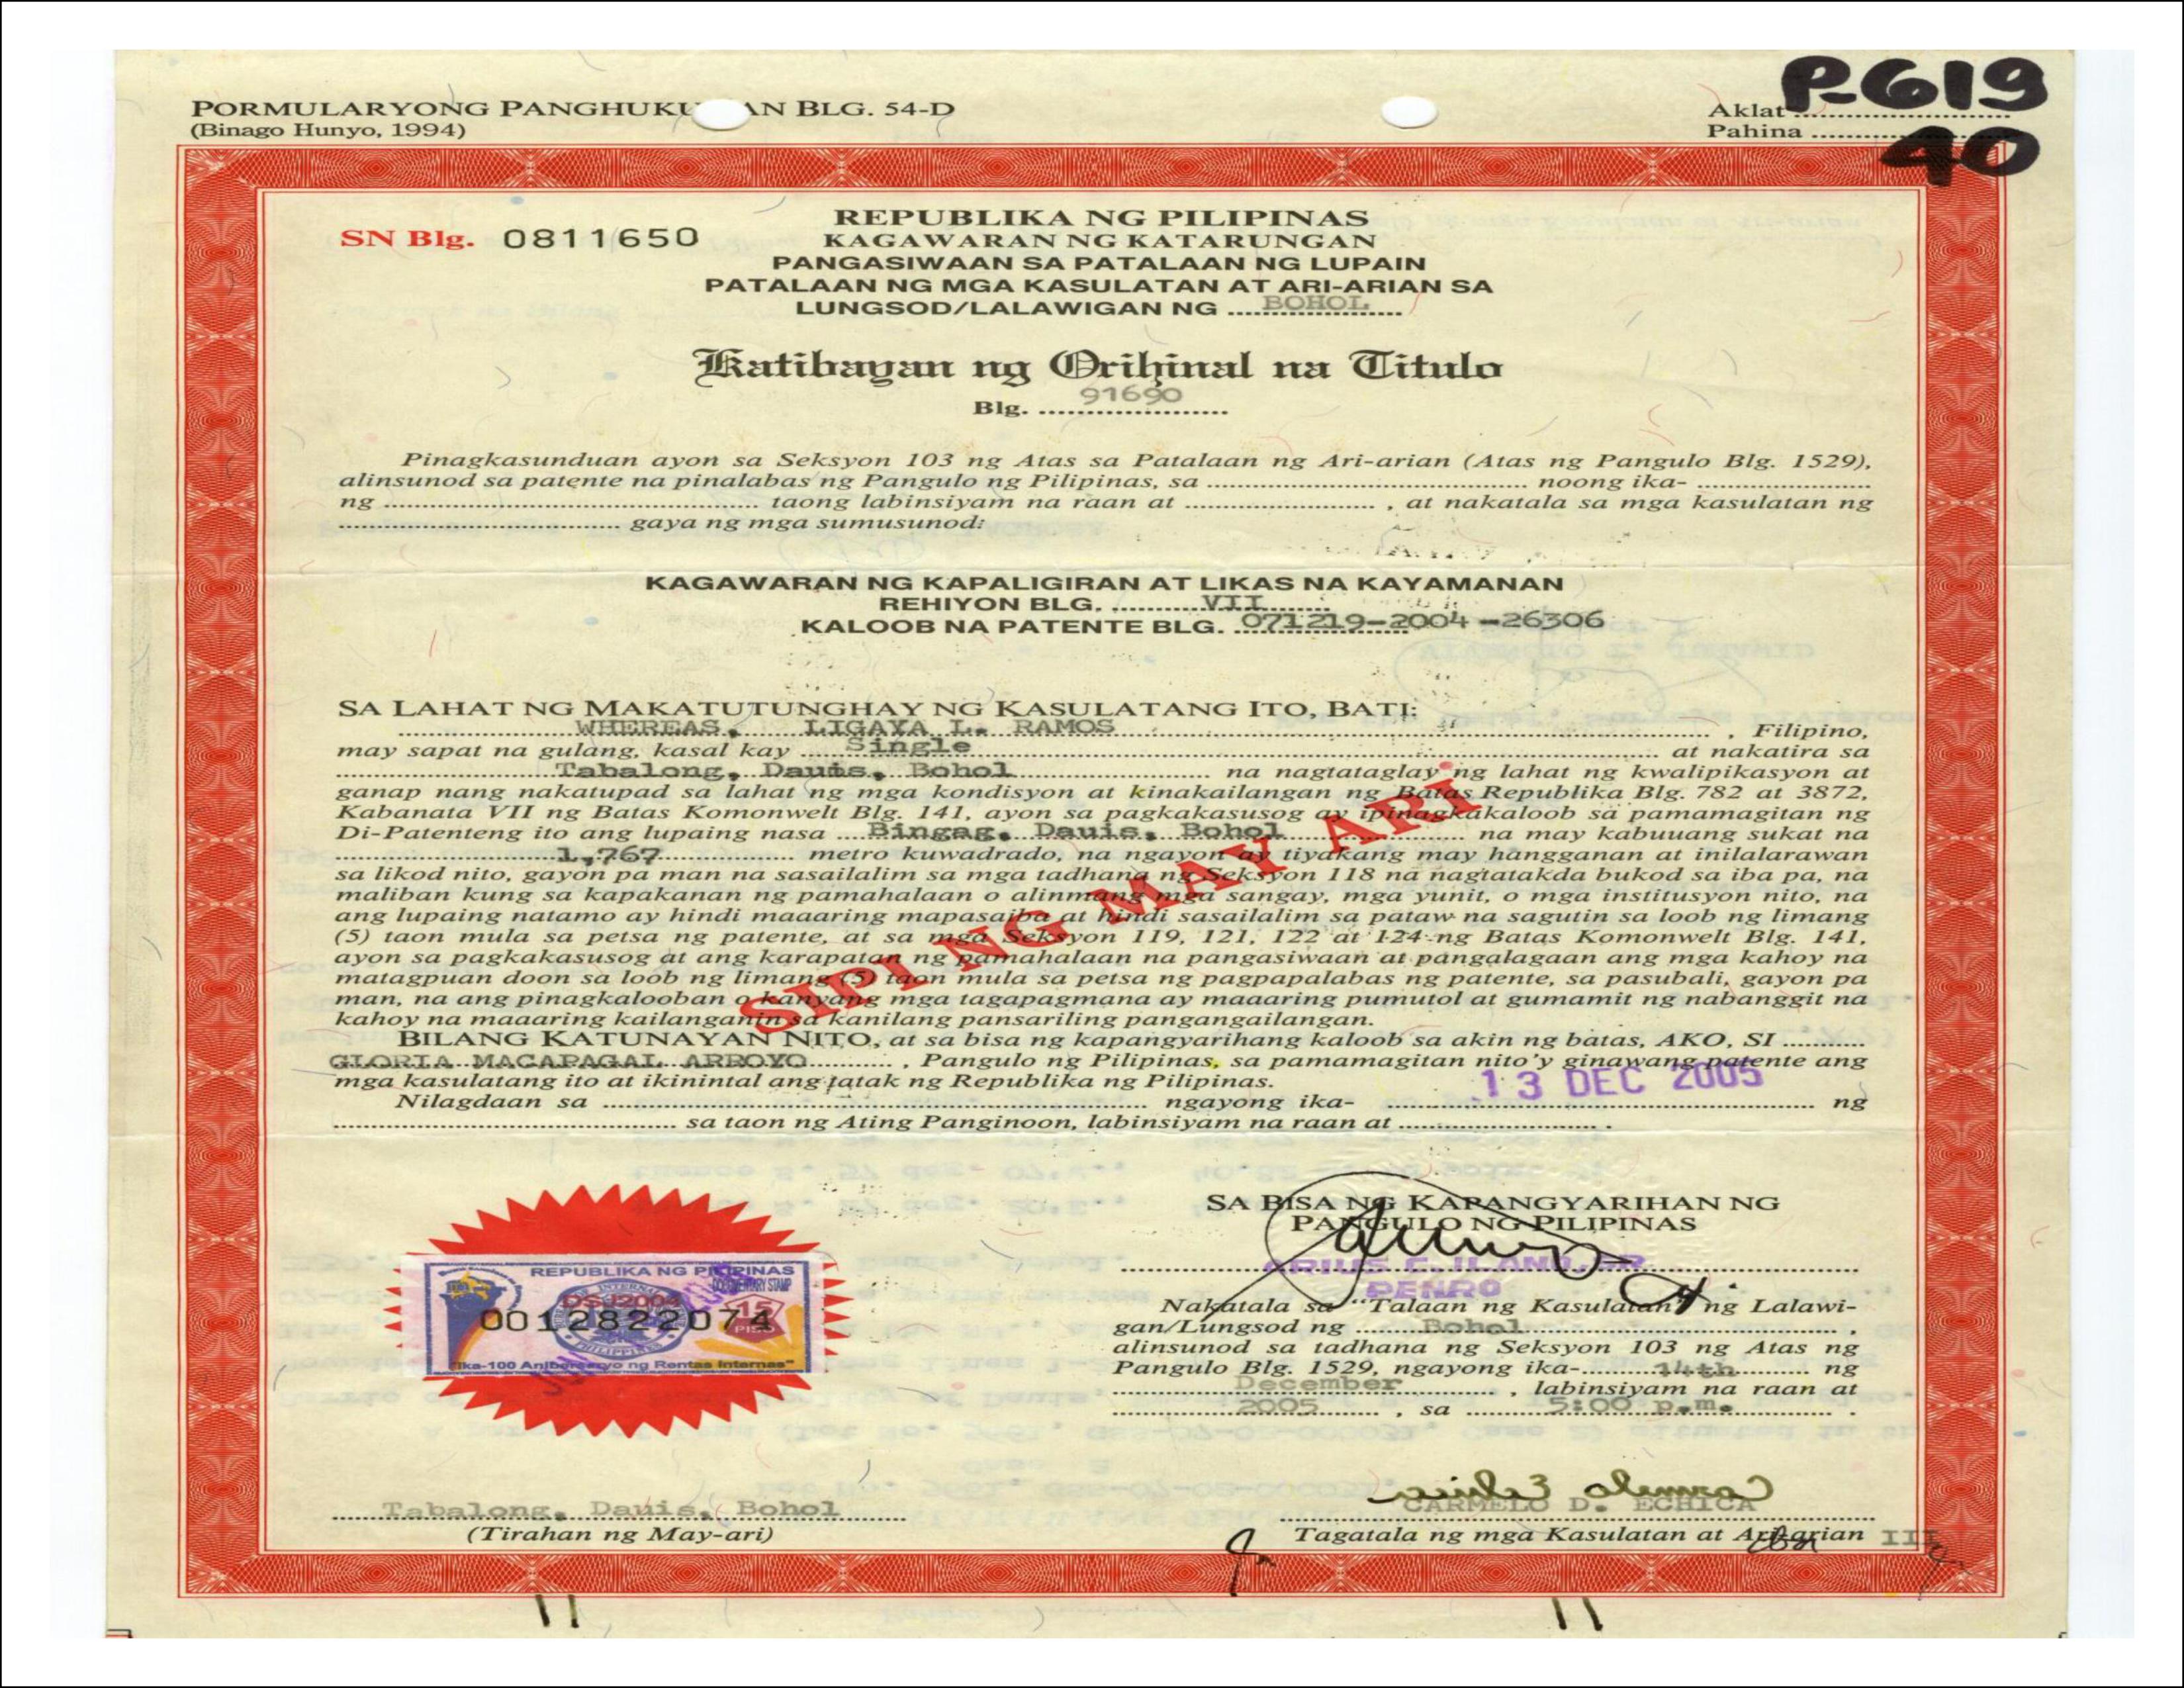 PORMULARYONG PANGHUKU AN BLG. 54-D
(Binago Hunyo, 1994)
Aklat P-619
Pahina 40
SN Blg. 0811650
REPUBLIKA NG PILIPINAS
KAGAWARAN NG KATARUNGAN
PANGASIWAAN SA PATALAAN NG LUPAIN
PATALAAN NG MGA KASULATAN AT ARI-ARIAN SA
LUNGSOD/LALAWIGAN NG BOHOL
Katibayan ng Orihinal na Titulo
Blg. 91690
Pinagkasunduan ayon sa Seksyon 103 ng Atas sa Patalaan ng Ari-arian (Atas ng Pangulo Blg. 1529),
alinsunod sa patente na pinalabas ng Pangulo ng Pilipinas, sa .......... noong ika- ..........
ng .......... taong labinsiyam na raan at .......... , at nakatala sa mga kasulatan ng
.......... gaya ng mga sumusunod:
KAGAWARAN NG KAPALIGIRAN AT LIKAS NA KAYAMANAN
REHIYON BLG. VII
KALOOB NA PATENTE BLG. 071219-2004-26306
SA LAHAT NG MAKATUTUNGHAY NG KASULATANG ITO, BATI:
WHEREAS, LIGAYA L. RAMOS , Filipino,
may sapat na gulang, kasal kay Single at nakatira sa
Tabalong, Dauis, Bohol na nagtataglay ng lahat ng kwalipikasyon at
ganap nang nakatupad sa lahat ng mga kondisyon at kinakailangan ng Batas Republika Blg. 782 at 3872,
Kabanata VII ng Batas Komonwelt Blg. 141, ayon sa pagkakasusog ay ipinagkakaloob sa pamamagitan ng
Di-Patenteng ito ang lupaing nasa Bingag, Dauis, Bohol na may kabuuang sukat na
1,767 metro kuwadrado, na ngayon ay tiyakang may hangganan at inilalarawan
sa likod nito, gayon pa man na sasailalim sa mga tadhana ng Seksyon 118 na nagtatakda bukod sa iba pa, na
maliban kung sa kapakanan ng pamahalaan o alinmang mga sangay, mga yunit, o mga institusyon nito, na
ang lupaing natamo ay hindi maaaring mapasaiba at hindi sasailalim sa pataw na sagutin sa loob ng limang
(5) taon mula sa petsa ng patente, at sa mga Seksyon 119, 121, 122 at 124 ng Batas Komonwelt Blg. 141,
ayon sa pagkakasusog at ang karapatan ng pamahalaan na pangasiwaan at pangalagaan ang mga kahoy na
matagpuan doon sa loob ng limang (5) taon mula sa petsa ng pagpapalabas ng patente, sa pasubali, gayon pa
man, na ang pinagkalooban o kanyang mga tagapagmana ay maaaring pumutol at gumamit ng nabanggit na
kahoy na maaaring kailanganin sa kanilang pansariling pangangailangan.
SIPI NG MAY ARI
BILANG KATUNAYAN NITO, at sa bisa ng kapangyarihang kaloob sa akin ng batas, AKO, SI ..........
GLORIA MACAPAGAL ARROYO , Pangulo ng Pilipinas, sa pamamagitan nito'y ginawang patente ang
mga kasulatang ito at ikinintal ang tatak ng Republika ng Pilipinas.
Nilagdaan sa .......... ngayong ika- 13 DEC 2005 ng
.......... sa taon ng Ating Panginoon, labinsiyam na raan at .......... .
SA BISA NG KAPANGYARIHAN NG
PANGULO NG PILIPINAS
PENRO
REPUBLIKA NG PILIPINAS
DOCUMENTARY STAMP
0012822074
15
PISO
"Ika-100 Anibersaryo ng Rentas Internas"
Nakatala sa "Talaan ng Kasulatan" ng Lalawi-
gan/Lungsod ng Bohol ,
alinsunod sa tadhana ng Seksyon 103 ng Atas ng
Pangulo Blg. 1529, ngayong ika- 14th ng
December , labinsiyam na raan at
2005 , sa 5:00 p.m. .
Tabalong, Dauis, Bohol
(Tirahan ng May-ari)
CARMELO D. ECHICA
Tagatala ng mga Kasulatan at Ari-arian III